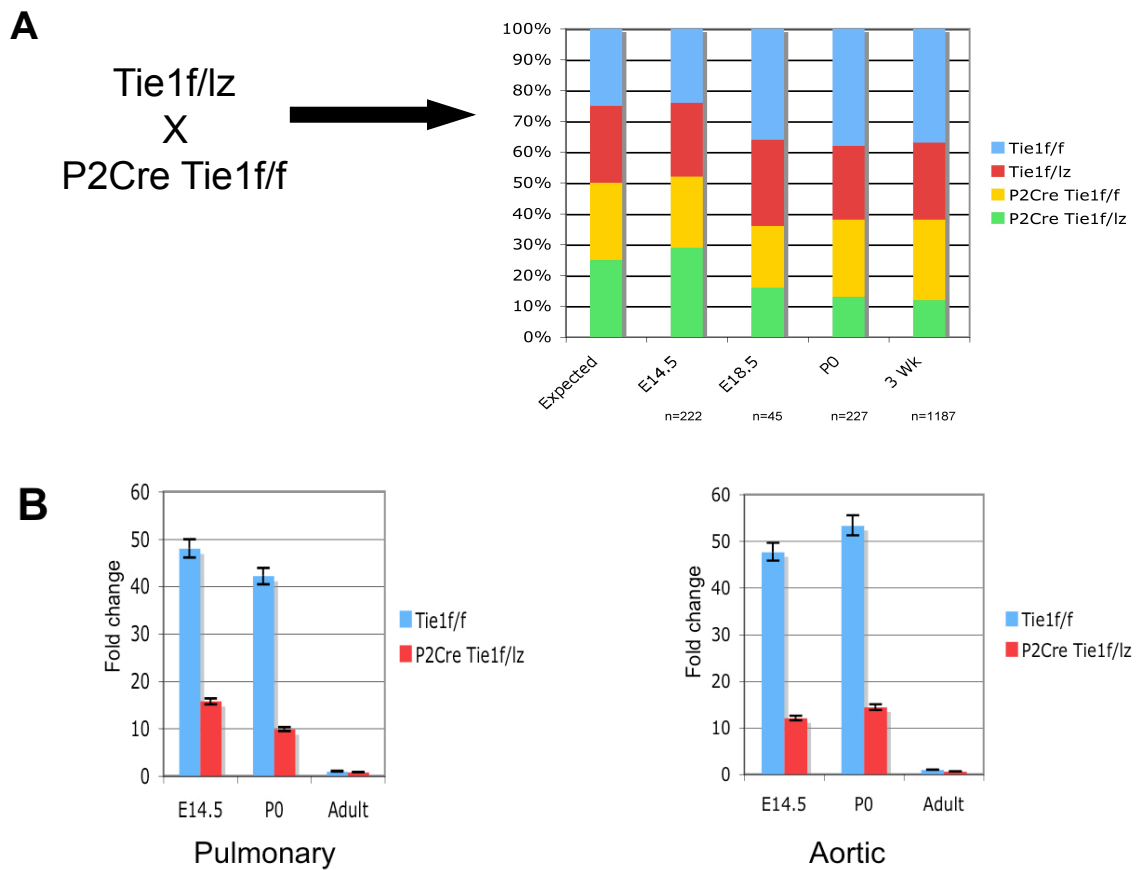 A
Tie1f/lz
X
P2Cre Tie1f/f
100%
90%
80%
70%
60%
50%
40%
30%
20%
10%
0%
Expected
E14.5
E18.5
P0
3 Wk
n=222
n=45
n=227
n=1187
Tie1f/f
Tie1f/lz
P2Cre Tie1f/f
P2Cre Tie1f/lz
B
Fold change
60
50
40
30
20
10
0
E14.5
P0
Adult
Pulmonary
Tie1f/f
P2Cre Tie1f/lz
Fold change
60
50
40
30
20
10
0
E14.5
P0
Adult
Aortic
Tie1f/f
P2Cre Tie1f/lz